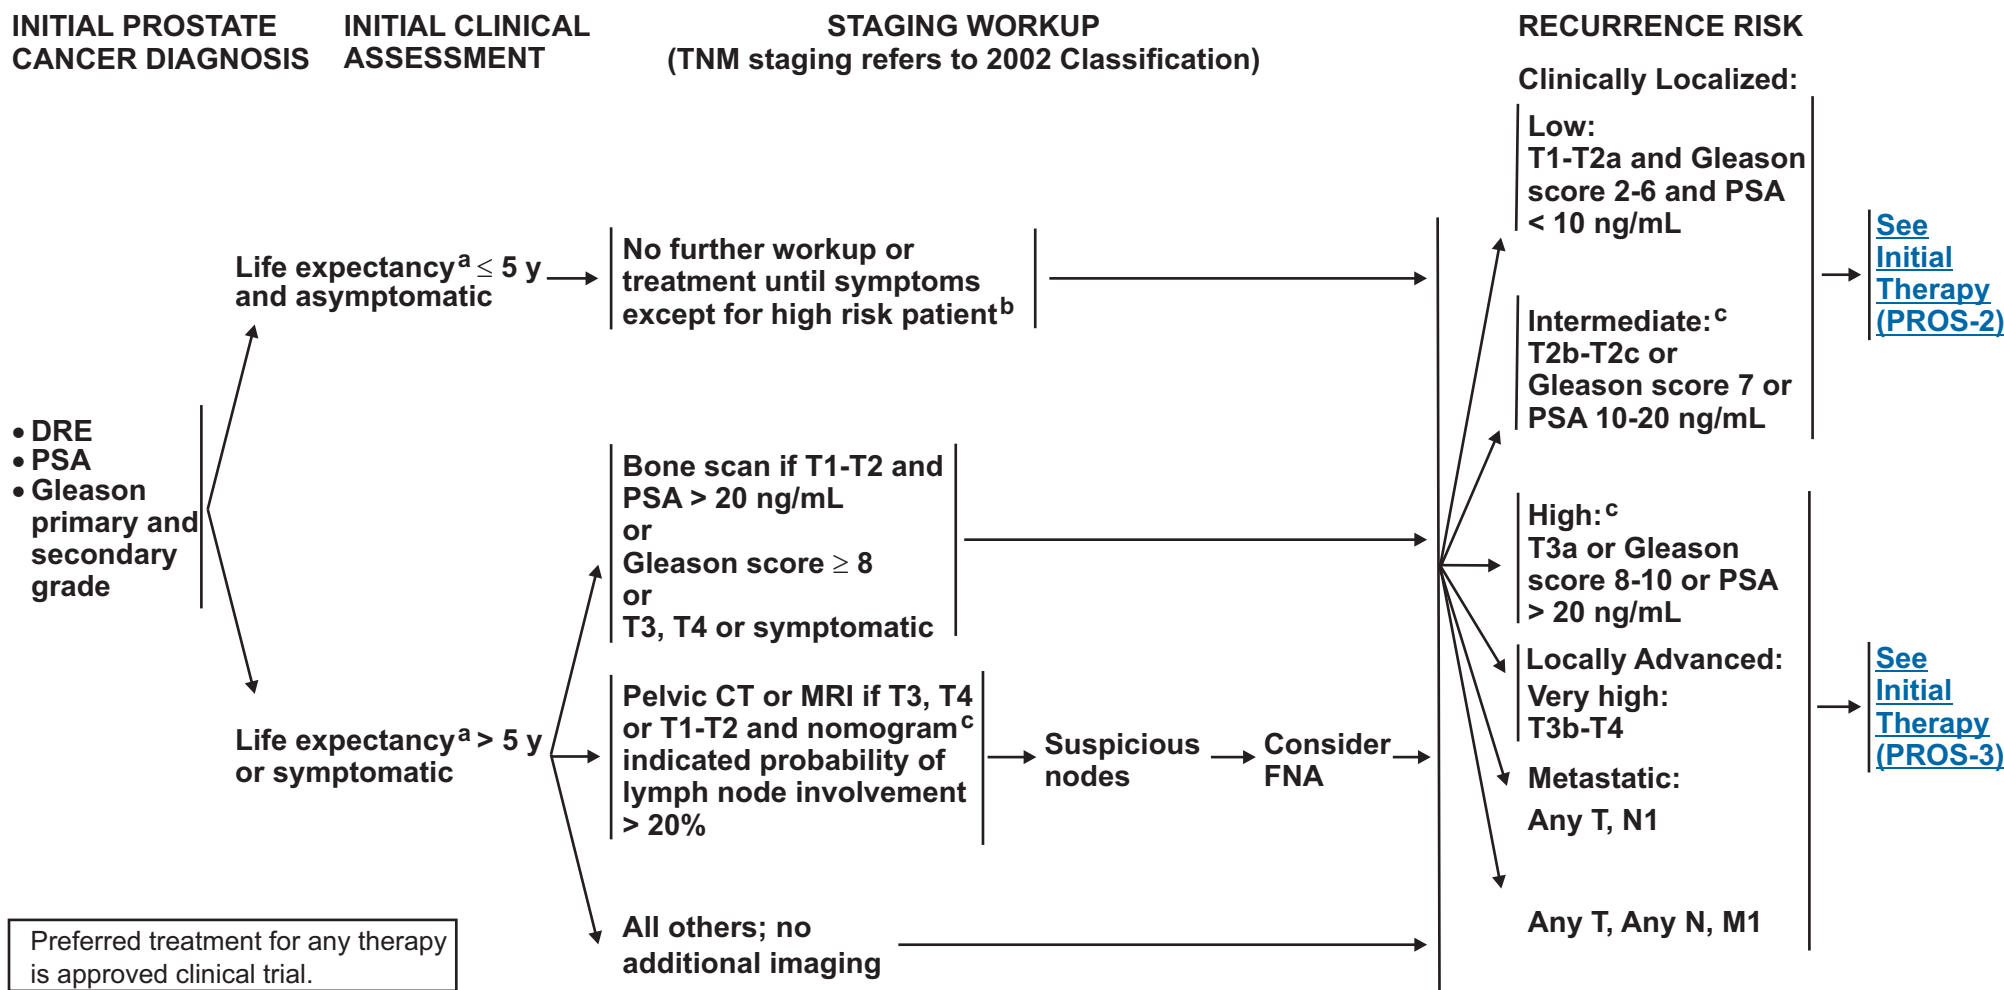 INITIAL PROSTATE
CANCER DIAGNOSIS
INITIAL CLINICAL
ASSESSMENT
STAGING WORKUP
(TNM staging refers to 2002 Classification)
RECURRENCE RISK
• DRE
• PSA
• Gleason
primary and
secondary
grade
Life expectancy a ≤ 5 y
and asymptomatic
Life expectancy a > 5 y
or symptomatic
No further workup or
treatment until symptoms
except for high risk patient b
Bone scan if T1-T2 and
PSA > 20 ng/mL
or
Gleason score ≥ 8
or
T3, T4 or symptomatic
Pelvic CT or MRI if T3, T4
or T1-T2 and nomogram c
indicated probability of
lymph node involvement
> 20%
Suspicious
nodes
Consider
FNA
All others; no
additional imaging
Clinically Localized:
Low:
T1-T2a and Gleason
score 2-6 and PSA
< 10 ng/mL
Intermediate: c
T2b-T2c or
Gleason score 7 or
PSA 10-20 ng/mL
High: c
T3a or Gleason
score 8-10 or PSA
> 20 ng/mL
Locally Advanced:
Very high:
T3b-T4
Metastatic:
Any T, N1
Any T, Any N, M1
See
Initial
Therapy
(PROS-2)
See
Initial
Therapy
(PROS-3)
Preferred treatment for any therapy
is approved clinical trial.